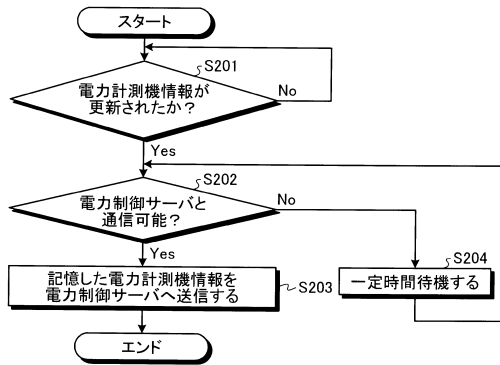 スタート
S201
電力計測機情報が
更新されたか?
No
Yes
S202
電力制御サーバと
通信可能?
No
Yes
S203
記憶した電力計測機情報を
電力制御サーバへ送信する
S204
一定時間待機する
エンド